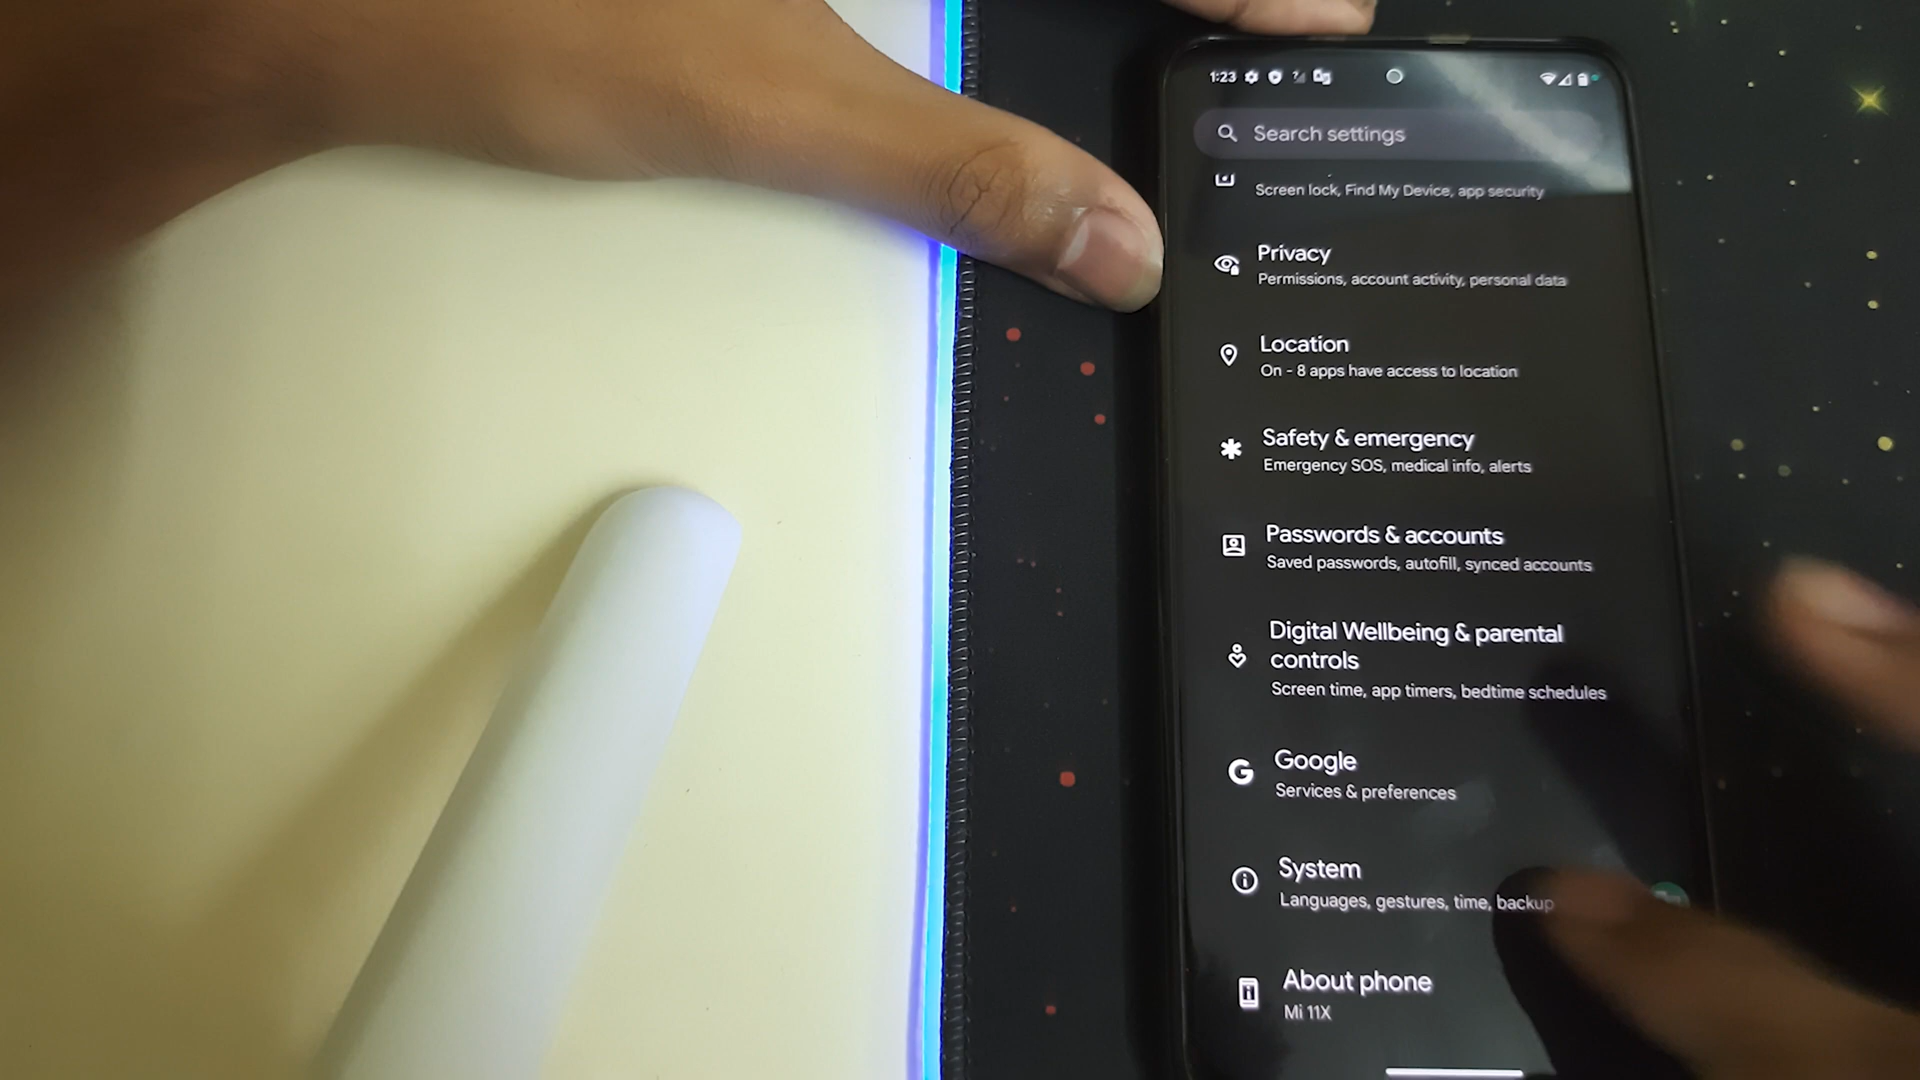 1:23
Search settings
Screen lock, Find My Device, app security
Privacy
Permissions, account activity, personal data
Location
On - 8 apps have access to location
Safety & emergency
Emergency SOS, medical info, alerts
Passwords & accounts
Saved passwords, autofill, synced accounts
Digital Wellbeing & parental
controls
Screen time, app timers, bedtime schedules
Google
Services & preferences
System
Languages, gestures, time, backup
About phone
Mi 11X